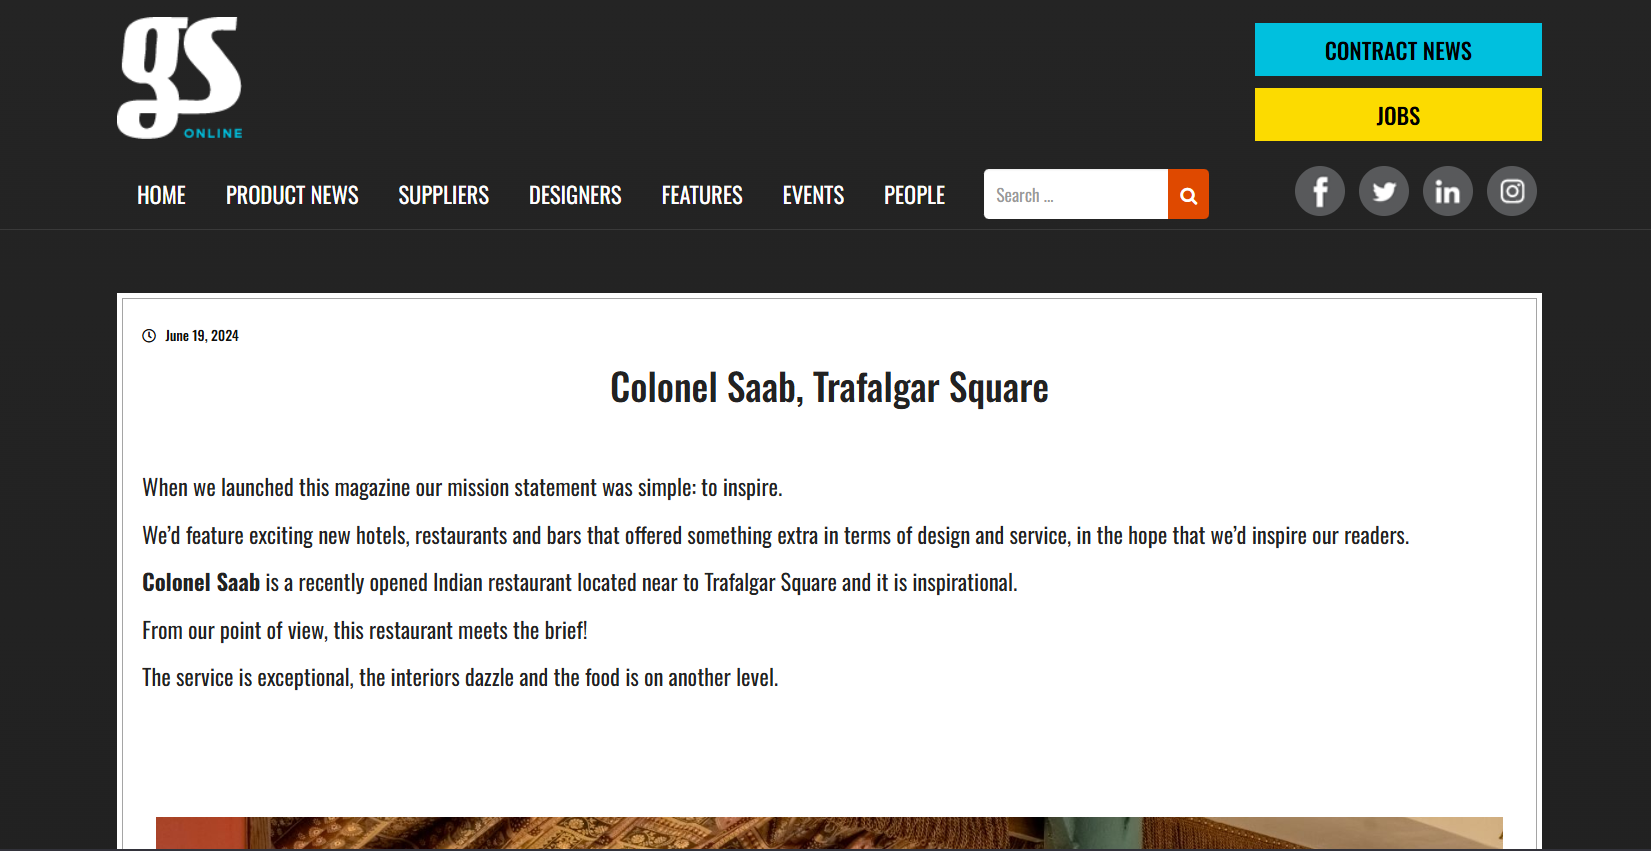 gs
ONLINE
CONTRACT NEWS
JOBS
HOME PRODUCT NEWS SUPPLIERS DESIGNERS FEATURES EVENTS PEOPLE Search ...
June 19, 2024
Colonel Saab, Trafalgar Square
When we launched this magazine our mission statement was simple: to inspire.
We’d feature exciting new hotels, restaurants and bars that offered something extra in terms of design and service, in the hope that we’d inspire our readers.
Colonel Saab is a recently opened Indian restaurant located near to Trafalgar Square and it is inspirational.
From our point of view, this restaurant meets the brief!
The service is exceptional, the interiors dazzle and the food is on another level.